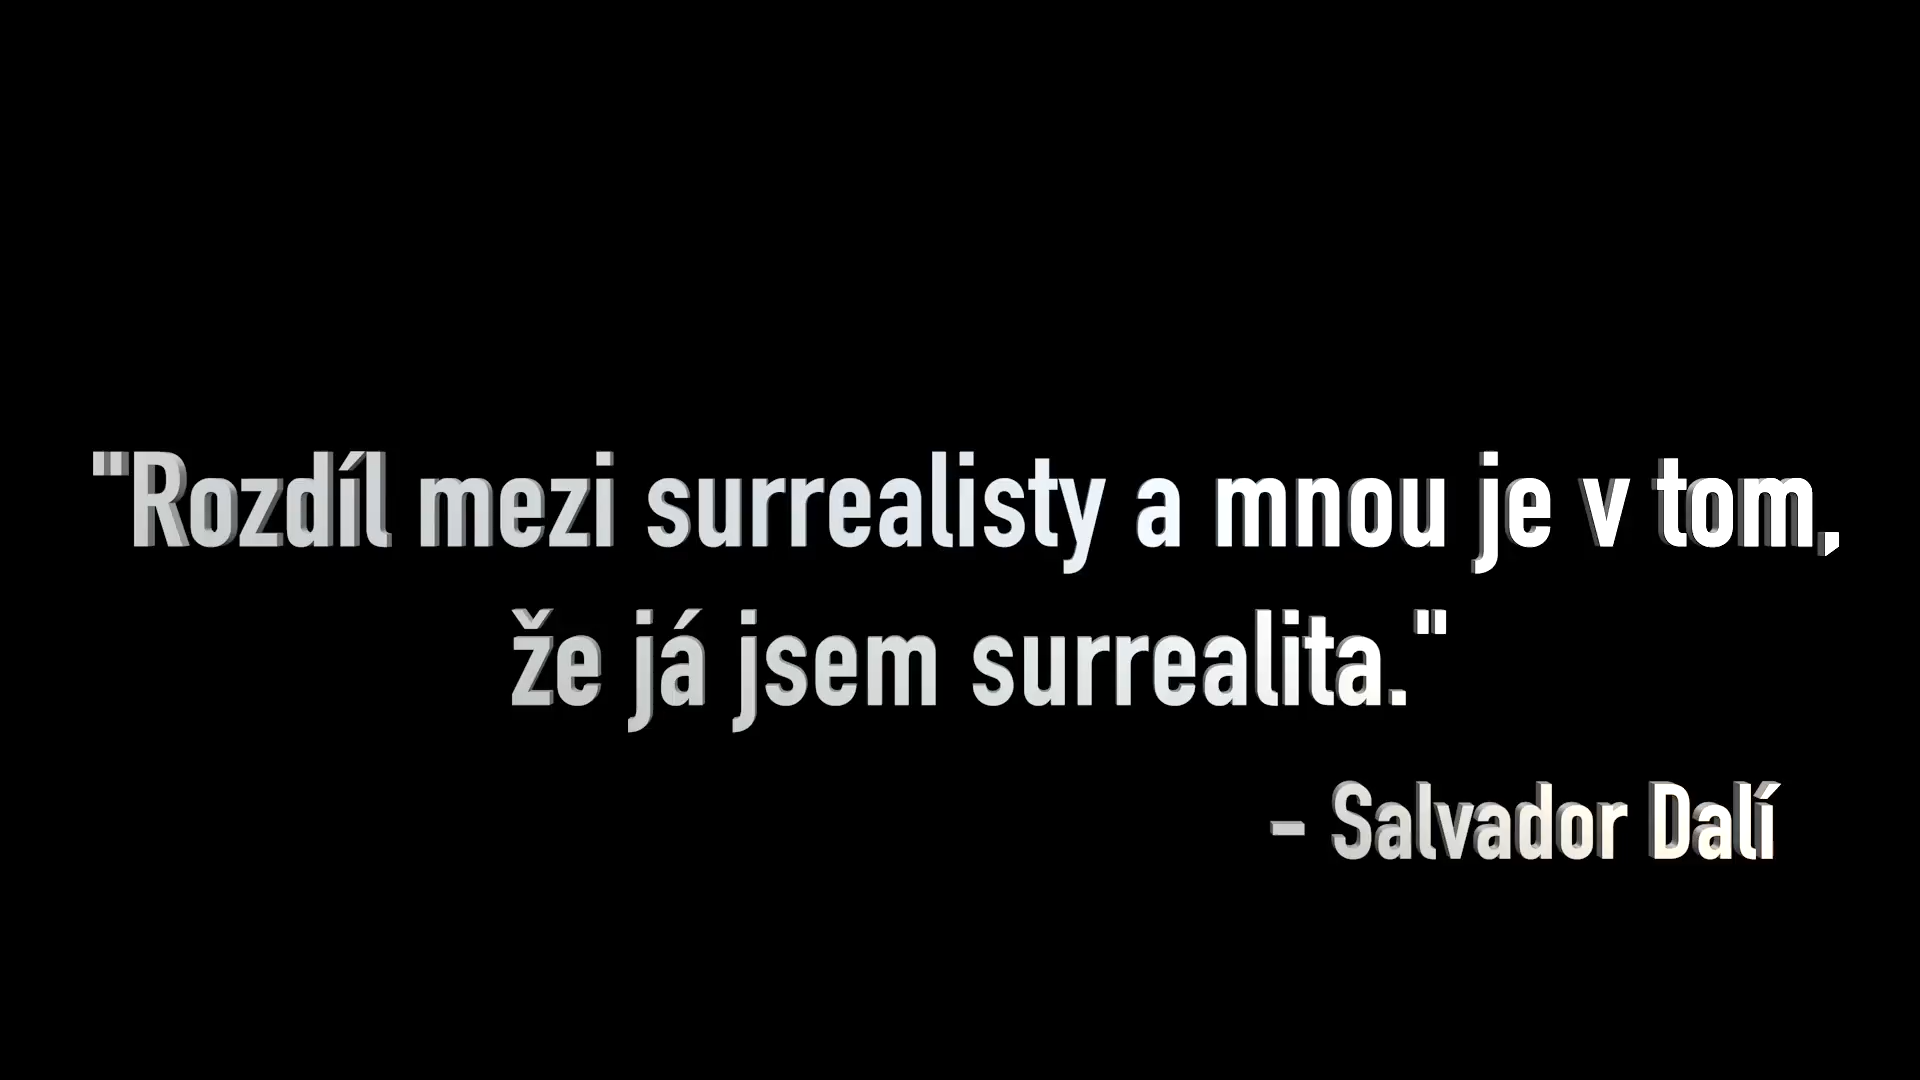 "Rozdíl mezi surrealisty a mnou je v tom,
že já jsem surrealita."
- Salvador Dalí